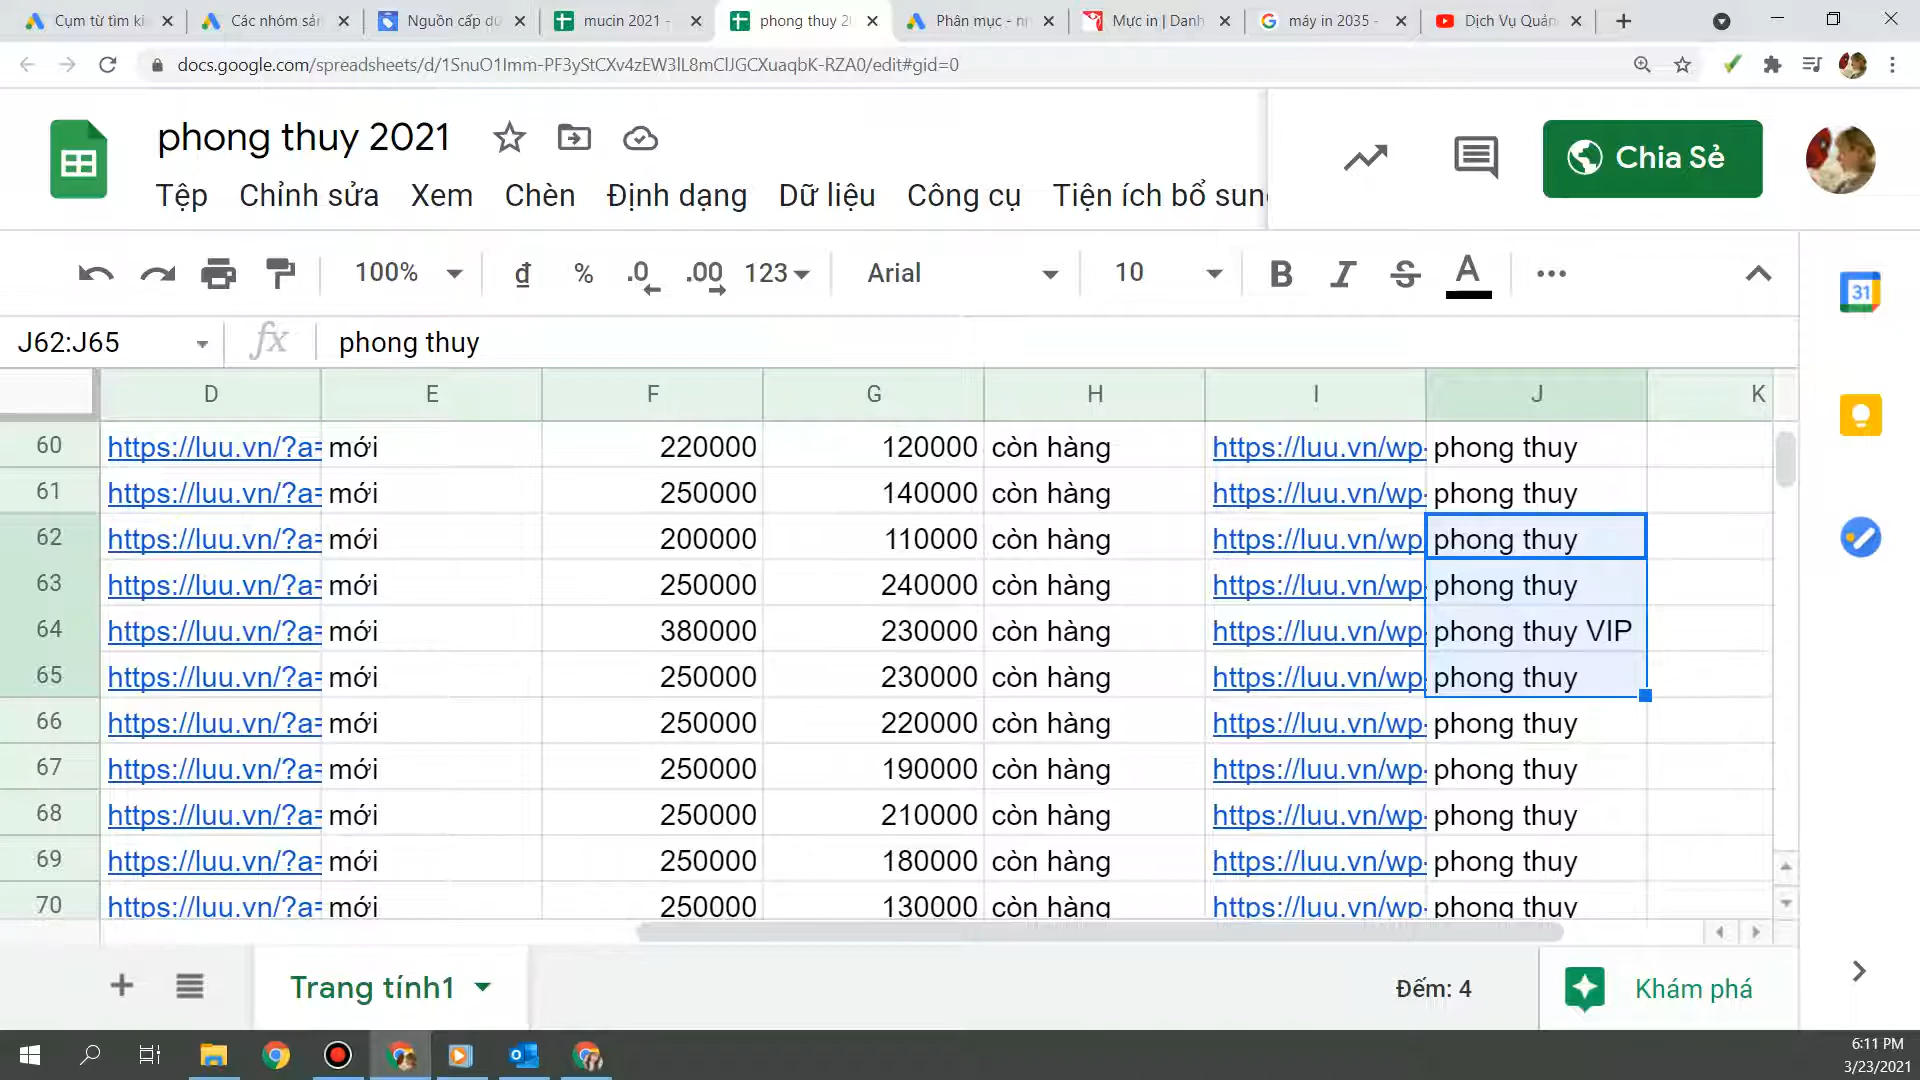 Cụm từ tìm ki
Các nhóm sản
Nguồn cấp dữ
mucin 2021 -
phong thuy 2
Phân mục - n
Mực in | Danh
máy in 2035 -
Dịch Vụ Quản
docs.google.com/spreadsheets/d/1SnuO1Imm-PF3yStCXv4zEW3lL8mClJGCXuaqbK-RZA0/edit#gid=0
phong thuy 2021
Chia Sẻ
Tệp Chỉnh sửa Xem Chèn Định dạng Dữ liệu Công cụ Tiện ích bổ sung
100% đ % .0 .00 123 Arial 10 B I S A
31
J62:J65 fx phong thuy
D E F G H I J K
60 https://luu.vn/?a= mới 220000 120000 còn hàng https://luu.vn/wp- phong thuy
61 https://luu.vn/?a= mới 250000 140000 còn hàng https://luu.vn/wp- phong thuy
62 https://luu.vn/?a= mới 200000 110000 còn hàng https://luu.vn/wp phong thuy
63 https://luu.vn/?a= mới 250000 240000 còn hàng https://luu.vn/wp- phong thuy
64 https://luu.vn/?a= mới 380000 230000 còn hàng https://luu.vn/wp- phong thuy VIP
65 https://luu.vn/?a= mới 250000 230000 còn hàng https://luu.vn/wp- phong thuy
66 https://luu.vn/?a= mới 250000 220000 còn hàng https://luu.vn/wp- phong thuy
67 https://luu.vn/?a= mới 250000 190000 còn hàng https://luu.vn/wp- phong thuy
68 https://luu.vn/?a= mới 250000 210000 còn hàng https://luu.vn/wp- phong thuy
69 https://luu.vn/?a= mới 250000 180000 còn hàng https://luu.vn/wp- phong thuy
70 https://luu.vn/?a= mới 250000 130000 còn hàng https://luu.vn/wp- phong thuy
Trang tính1
Đếm: 4
Khám phá
6:11 PM
3/23/2021